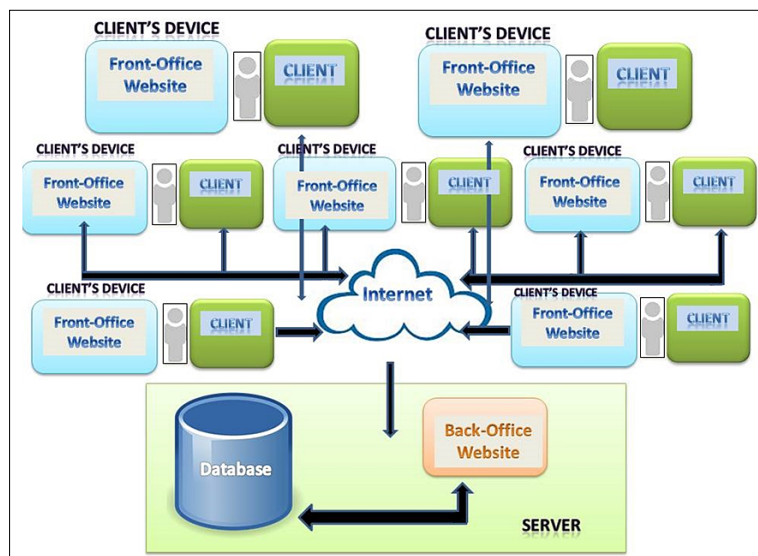 CLIENT'S DEVICE
Front-Office
Website
CLIENT
CLIENT'S DEVICE
Front-Office
Website
CLIENT
CLIENT'S DEVICE
Front-Office
Website
CLIENT
CLIENT'S DEVICE
Front-Office
Website
CLIENT
CLIENT'S DEVICE
Front-Office
Website
CLIENT
CLIENT'S DEVICE
Front-Office
Website
CLIENT
Internet
CLIENT'S DEVICE
Front-Office
Website
CLIENT
Database
Back-Office
Website
SERVER